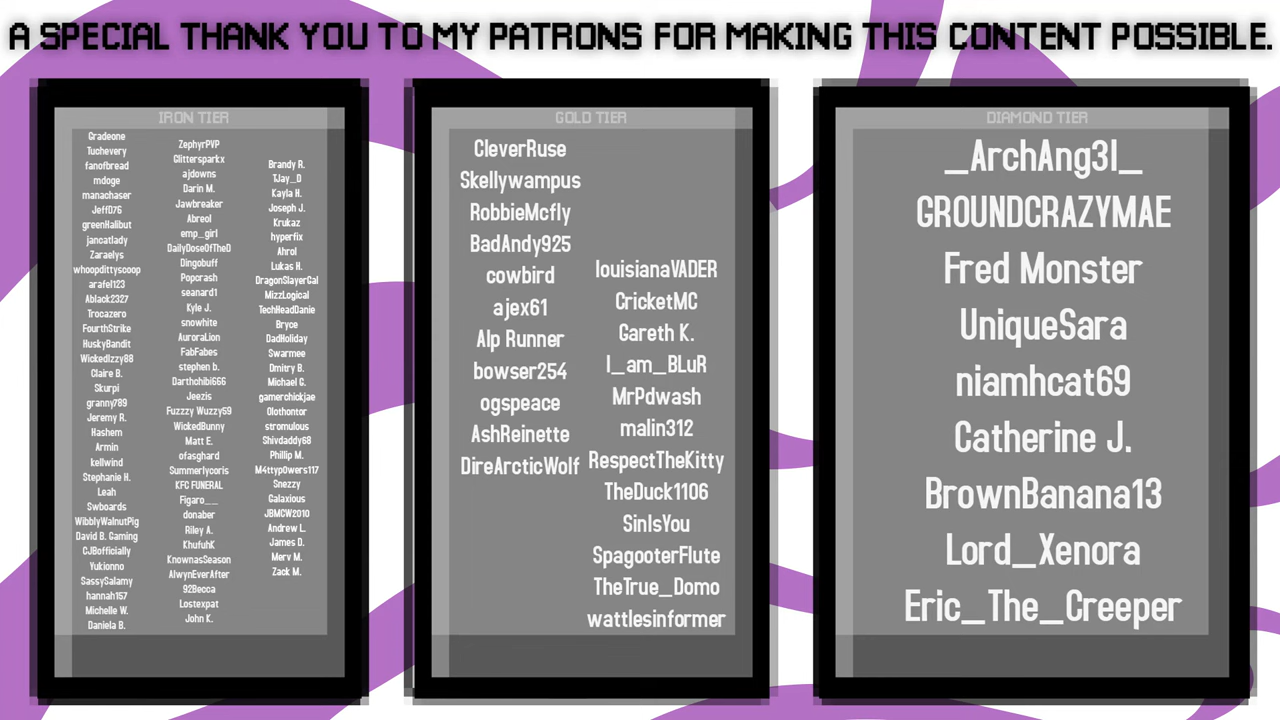 A SPECIAL THANK YOU TO MY PATRONS FOR MAKING THIS CONTENT POSSIBLE.
IRON TIER
Gradeone
Tuchevery
fanofbread
mdoge
manachaser
JeffD76
greenHalibut
jancatlady
Zaraelys
whoopdittyscoop
arafel123
Ablack2327
Trocazero
FourthStrike
HuskyBandit
WickedIzzy88
Claire B.
Skurpi
granny789
Jeremy R.
Hashem
Armin
kellwind
Stephanie H.
Leah
Swboards
WibblyWalnutPig
David B. Gaming
CJBofficially
Yukionno
SassySalamy
hannah157
Michelle W.
Daniela B.
ZephyrPVP
Glittersparkx
ajdowns
Darin M.
Jawbreaker
Abreol
emp_girl
DailyDoseOfTheD
Dingobuff
Popcrash
seanard1
Kyle J.
snowhite
AuroraLion
FabFabes
stephen b.
Darthchibi666
Jeezis
Fuzzzy Wuzzy69
WickedBunny
Matt E.
ofasghard
Summerlycoris
KFC FUNERAL
Figaro__
donaber
Riley A.
KhufuhK
KnownasSeason
AlwynEverAfter
92Becca
Lostexpat
John K.
Brandy R.
TJay_D
Kayla H.
Joseph J.
Krukaz
hyperfix
Ahrol
Lukas H.
DragonSlayerGal
MizzLogical
TechHeadDanie
Bryce
DadHoliday
Swarmee
Dmitry B.
Michael C.
gamerchickjae
Olothontor
stromulous
Shivdaddy68
Phillip M.
M4ttyp0wers117
Snezzy
Galaxious
JBMCW2010
Andrew L.
James D.
Merv M.
Zack M.
GOLD TIER
CleverRuse
Skellywampus
RobbieMcfly
BadAndy925
cowbird
ajex61
Alp Runner
bowser254
ogspeace
AshReinette
DireArcticWolf
louisianaVADER
CricketMC
Gareth K.
I_am_BLuR
MrPdwash
malin312
RespectTheKitty
TheDuck1106
SinIsYou
SpagooterFlute
TheTrue_Domo
wattlesinformer
DIAMOND TIER
_ArchAng3l_
GROUNDCRAZYMAE
Fred Monster
UniqueSara
niamhcat69
Catherine J.
BrownBanana13
Lord_Xenora
Eric_The_Creeper